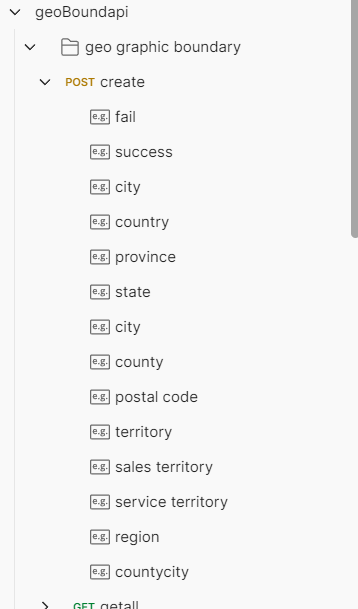 geoBoundapi
geo graphic boundary
POST create
e.g. fail
e.g. success
e.g. city
e.g. country
e.g. province
e.g. state
e.g. city
e.g. county
e.g. postal code
e.g. territory
e.g. sales territory
e.g. service territory
e.g. region
e.g. countycity
GET getall